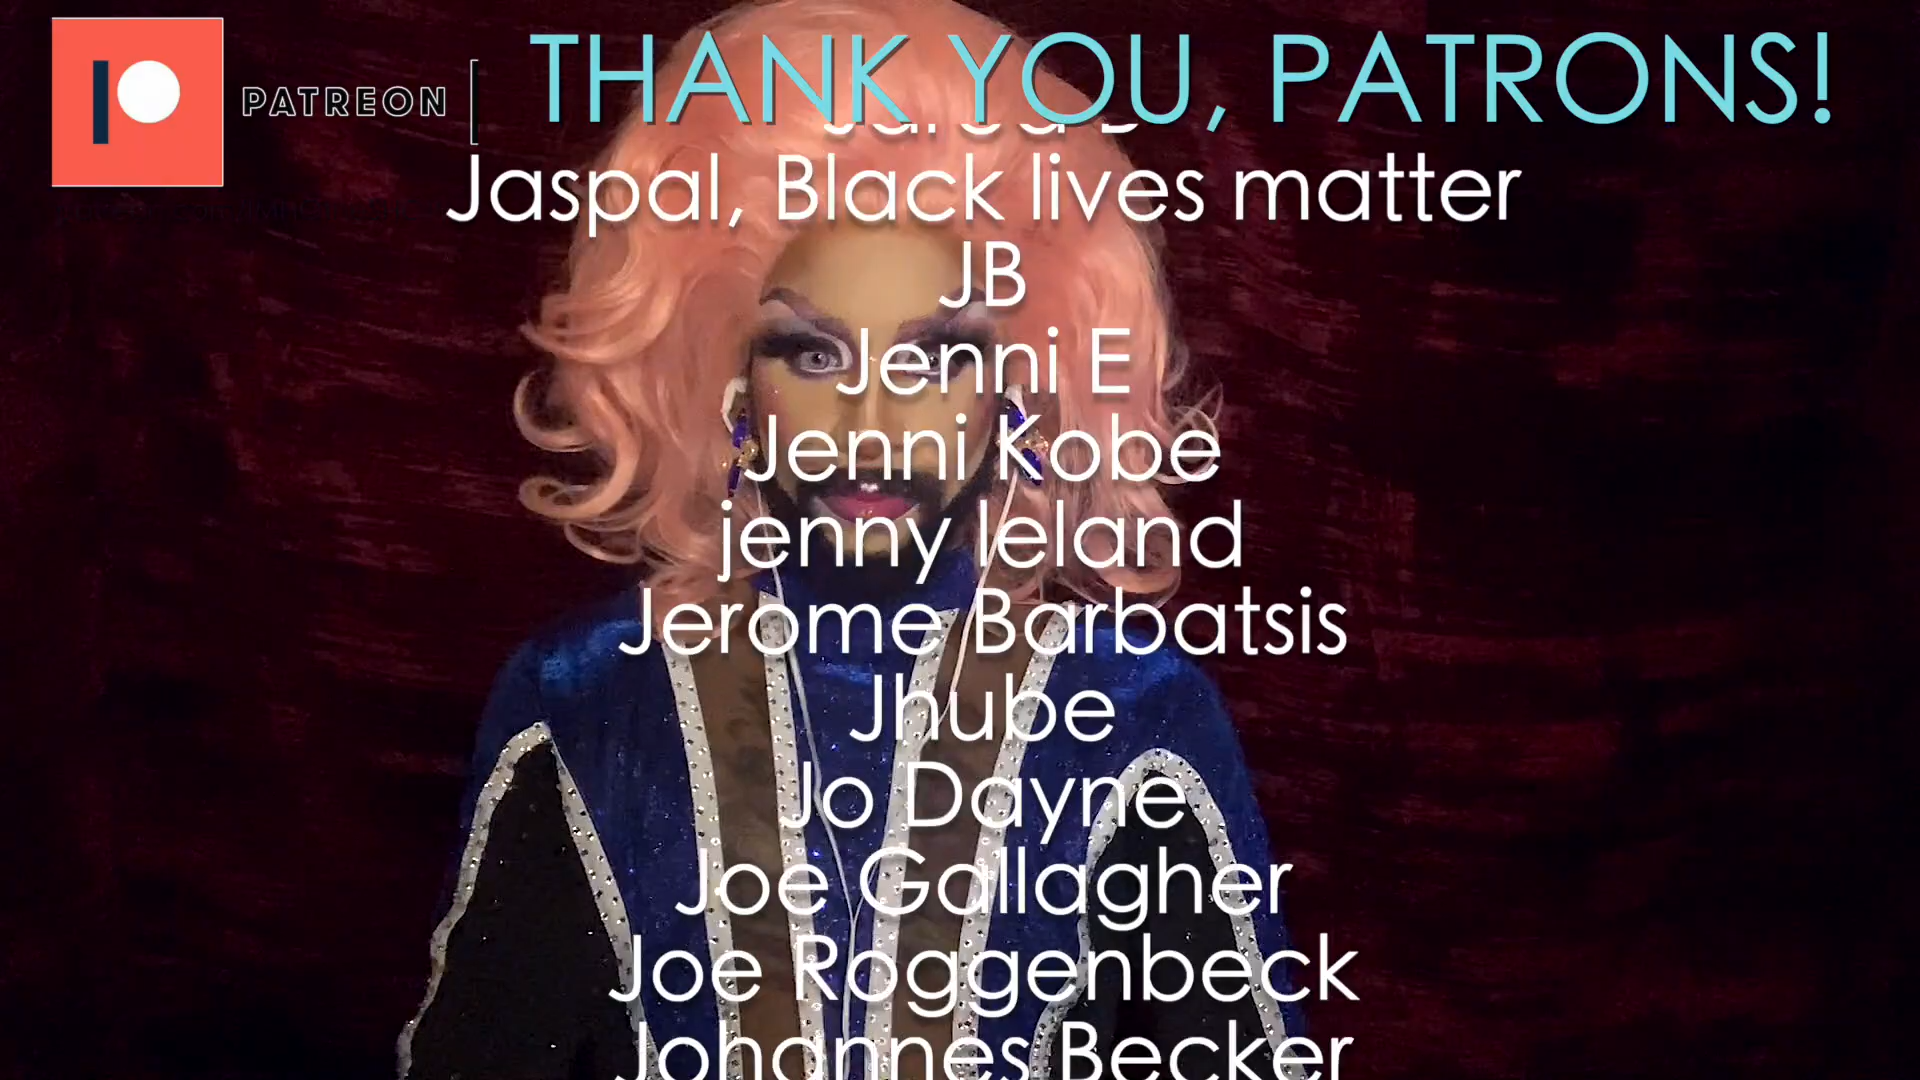 PATREON
THANK YOU, PATRONS!
Jaspal, Black lives matter
JB
Jenni E
Jenni Kobe
jenny leland
Jerome Barbatsis
Jhube
Jo Dayne
Joe Gallagher
Joe Roggenbeck
Johannes Becker